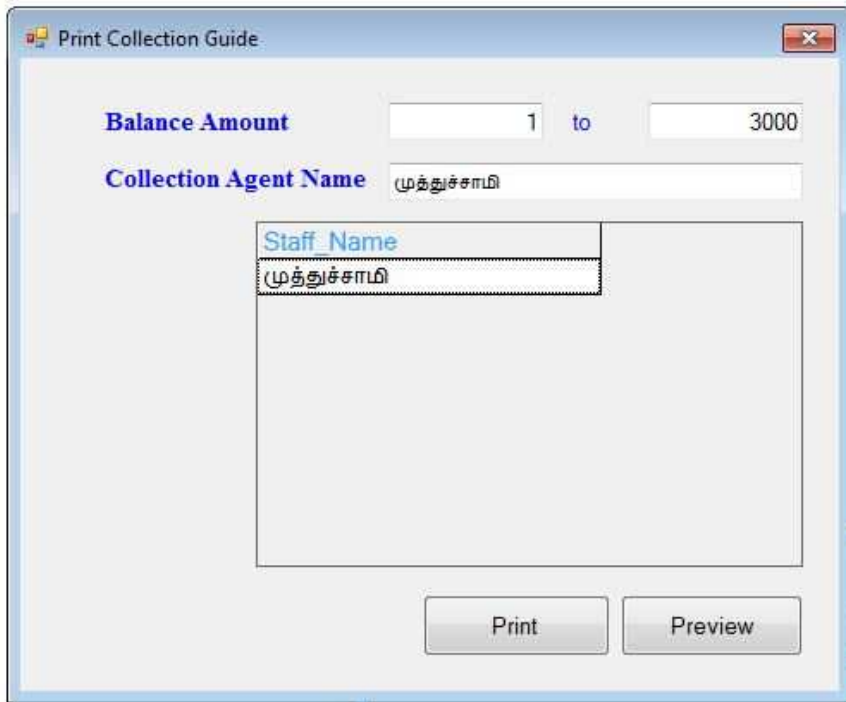 Print Collection Guide
Balance Amount 1 to 3000
Collection Agent Name முத்துச்சாமி
Staff_Name
முத்துச்சாமி
Print Preview